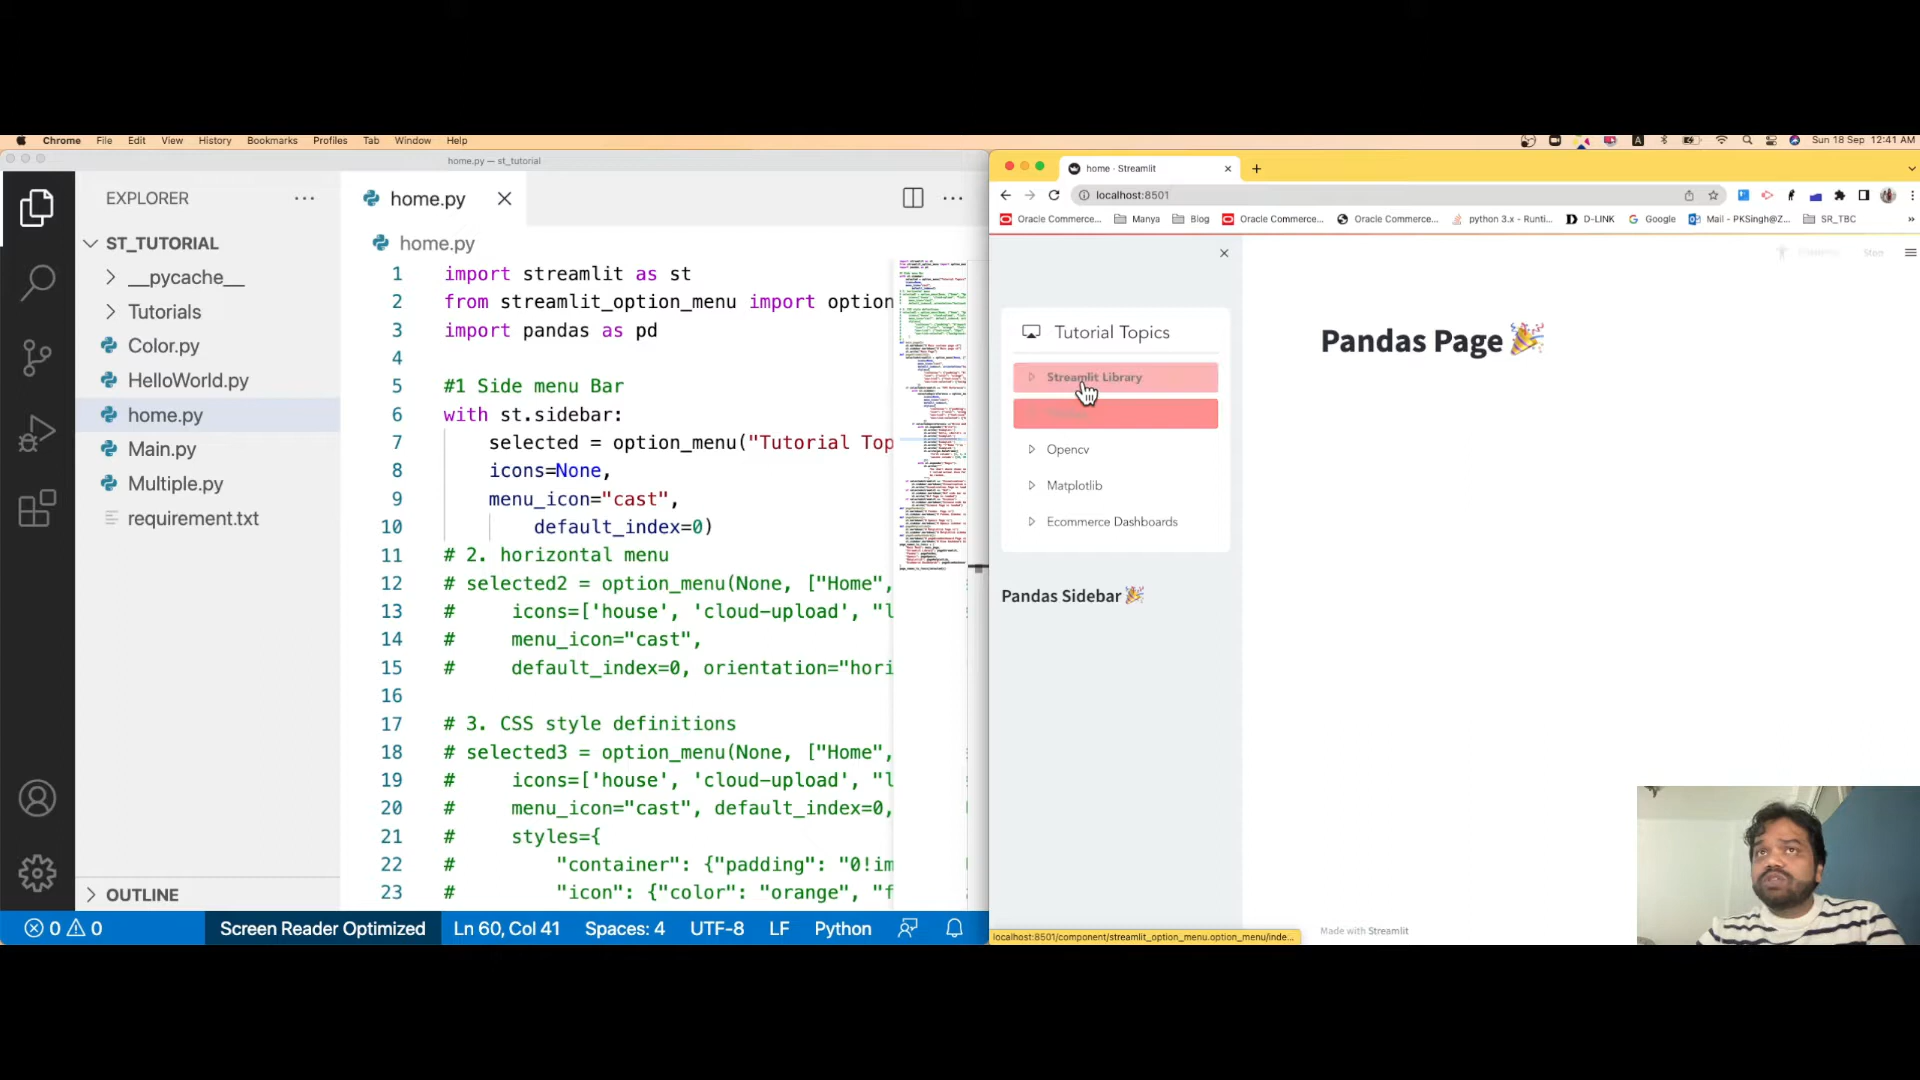 Chrome File Edit View History Bookmarks Profiles Tab Window Help
Sun 18 Sep 12:41 AM
home.py — st_tutorial
EXPLORER
ST_TUTORIAL
__pycache__
Tutorials
Color.py
HelloWorld.py
home.py
Main.py
Multiple.py
requirement.txt
OUTLINE
home.py
home.py
1 import streamlit as st
2 from streamlit_option_menu import option
3 import pandas as pd
4
5 #1 Side menu Bar
6 with st.sidebar:
7 selected = option_menu("Tutorial Top
8 icons=None,
9 menu_icon="cast",
10 default_index=0)
11 # 2. horizontal menu
12 # selected2 = option_menu(None, ["Home",
13 # icons=['house', 'cloud-upload', "l
14 # menu_icon="cast",
15 # default_index=0, orientation="hori
16
17 # 3. CSS style definitions
18 # selected3 = option_menu(None, ["Home",
19 # icons=['house', 'cloud-upload', "l
20 # menu_icon="cast", default_index=0,
21 # styles={
22 # "container": {"padding": "0!im
23 # "icon": {"color": "orange", "f
0 0 Screen Reader Optimized Ln 60, Col 41 Spaces: 4 UTF-8 LF Python
home · Streamlit
localhost:8501
Oracle Commerce... Manya Blog Oracle Commerce... Oracle Commerce... python 3.x - Runti... D-LINK Google Mail - PKSingh@Z... SR_TBC
Stop
Tutorial Topics
Streamlit Library
Opencv
Matplotlib
Ecommerce Dashboards
Pandas Sidebar
Pandas Page
Made with Streamlit
localhost:8501/component/streamlit_option_menu.option_menu/inde...